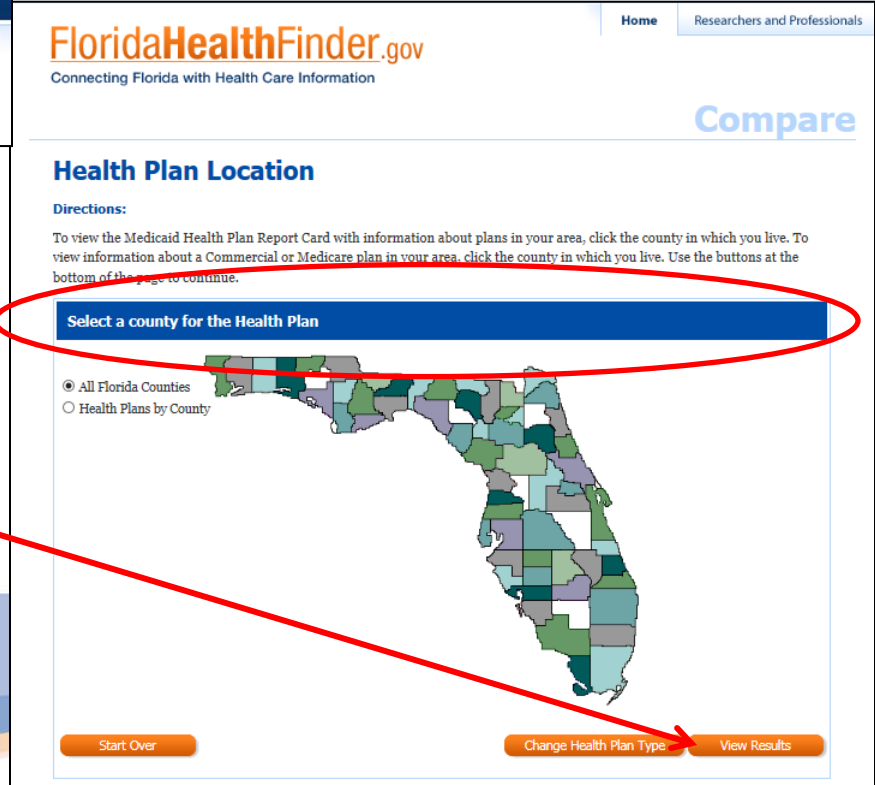 Home
Researchers and Professionals
FloridaHealthFinder.gov
Connecting Florida with Health Care Information
Compare
Health Plan Location
Directions:
To view the Medicaid Health Plan Report Card with information about plans in your area, click the county in which you live. To
view information about a Commercial or Medicare plan in your area, click the county in which you live. Use the buttons at the
bottom of the page to continue.
Select a county for the Health Plan
All Florida Counties
Health Plans by County
Start Over
Change Health Plan Type
View Results